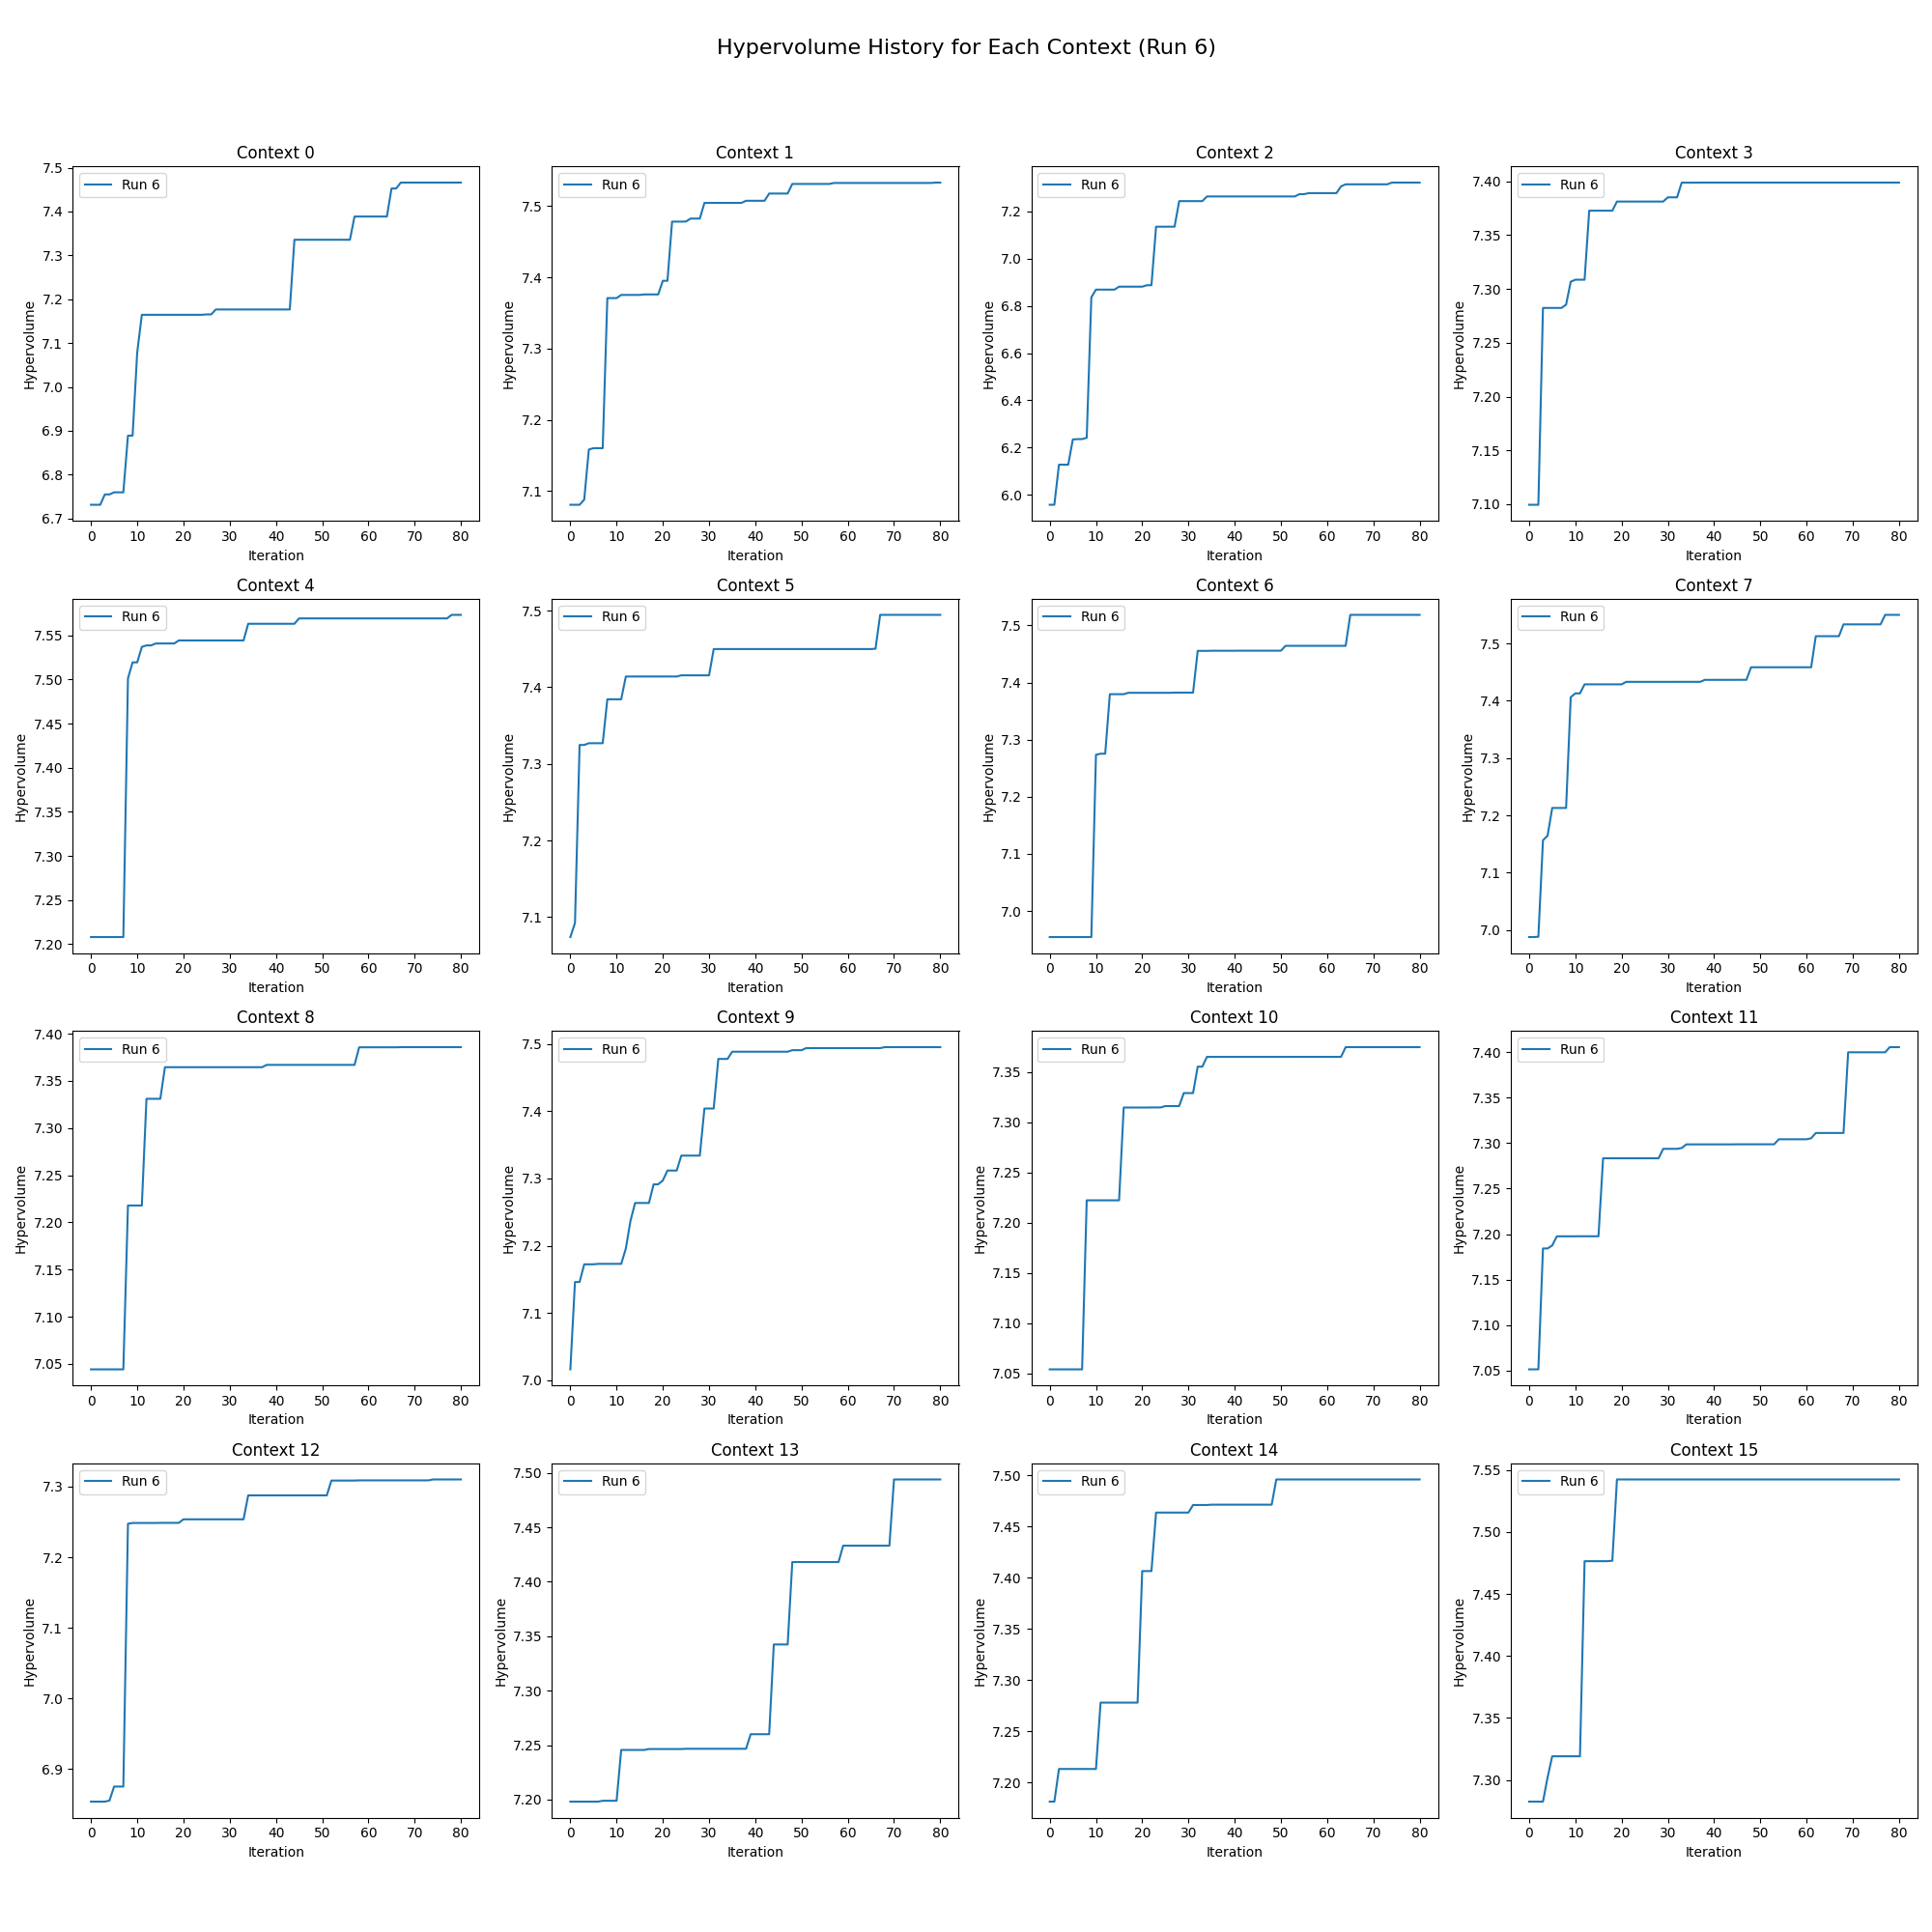 Hypervolume History for Each Context (Run 6)
Context 0
Run 6
7.5
7.4
7.3
7.2
7.1
7.0
6.9
6.8
6.7
Hypervolume
0 10 20 30 40 50 60 70 80
Iteration
Context 1
Run 6
7.5
7.4
7.3
7.2
7.1
Hypervolume
0 10 20 30 40 50 60 70 80
Iteration
Context 2
Run 6
7.2
7.0
6.8
6.6
6.4
6.2
6.0
Hypervolume
0 10 20 30 40 50 60 70 80
Iteration
Context 3
Run 6
7.40
7.35
7.30
7.25
7.20
7.15
7.10
Hypervolume
0 10 20 30 40 50 60 70 80
Iteration
Context 4
Run 6
7.55
7.50
7.45
7.40
7.35
7.30
7.25
7.20
Hypervolume
0 10 20 30 40 50 60 70 80
Iteration
Context 5
Run 6
7.5
7.4
7.3
7.2
7.1
Hypervolume
0 10 20 30 40 50 60 70 80
Iteration
Context 6
Run 6
7.5
7.4
7.3
7.2
7.1
7.0
Hypervolume
0 10 20 30 40 50 60 70 80
Iteration
Context 7
Run 6
7.5
7.4
7.3
7.2
7.1
7.0
Hypervolume
0 10 20 30 40 50 60 70 80
Iteration
Context 8
Run 6
7.40
7.35
7.30
7.25
7.20
7.15
7.10
7.05
Hypervolume
0 10 20 30 40 50 60 70 80
Iteration
Context 9
Run 6
7.5
7.4
7.3
7.2
7.1
7.0
Hypervolume
0 10 20 30 40 50 60 70 80
Iteration
Context 10
Run 6
7.35
7.30
7.25
7.20
7.15
7.10
7.05
Hypervolume
0 10 20 30 40 50 60 70 80
Iteration
Context 11
Run 6
7.40
7.35
7.30
7.25
7.20
7.15
7.10
7.05
Hypervolume
0 10 20 30 40 50 60 70 80
Iteration
Context 12
Run 6
7.3
7.2
7.1
7.0
6.9
Hypervolume
0 10 20 30 40 50 60 70 80
Iteration
Context 13
Run 6
7.50
7.45
7.40
7.35
7.30
7.25
7.20
Hypervolume
0 10 20 30 40 50 60 70 80
Iteration
Context 14
Run 6
7.50
7.45
7.40
7.35
7.30
7.25
7.20
Hypervolume
0 10 20 30 40 50 60 70 80
Iteration
Context 15
Run 6
7.55
7.50
7.45
7.40
7.35
7.30
Hypervolume
0 10 20 30 40 50 60 70 80
Iteration